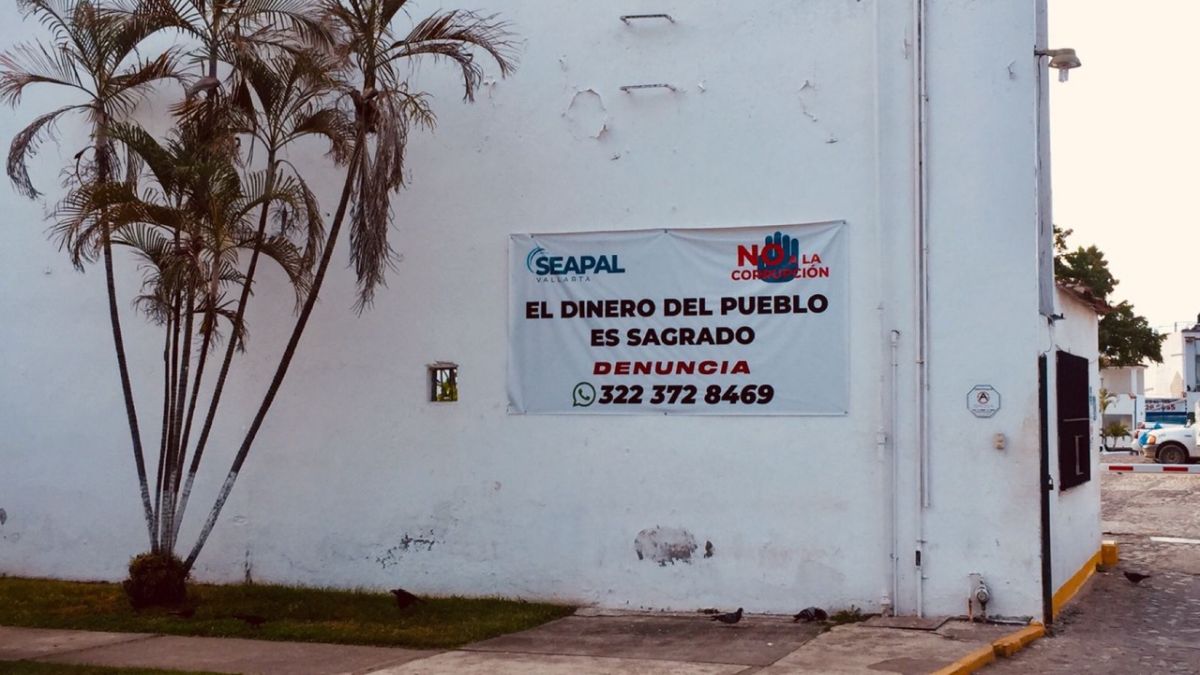 SEAPAL
VALLARTA
NO A LA
CORRUPCIÓN
EL DINERO DEL PUEBLO
ES SAGRADO
DENUNCIA
322 372 8469